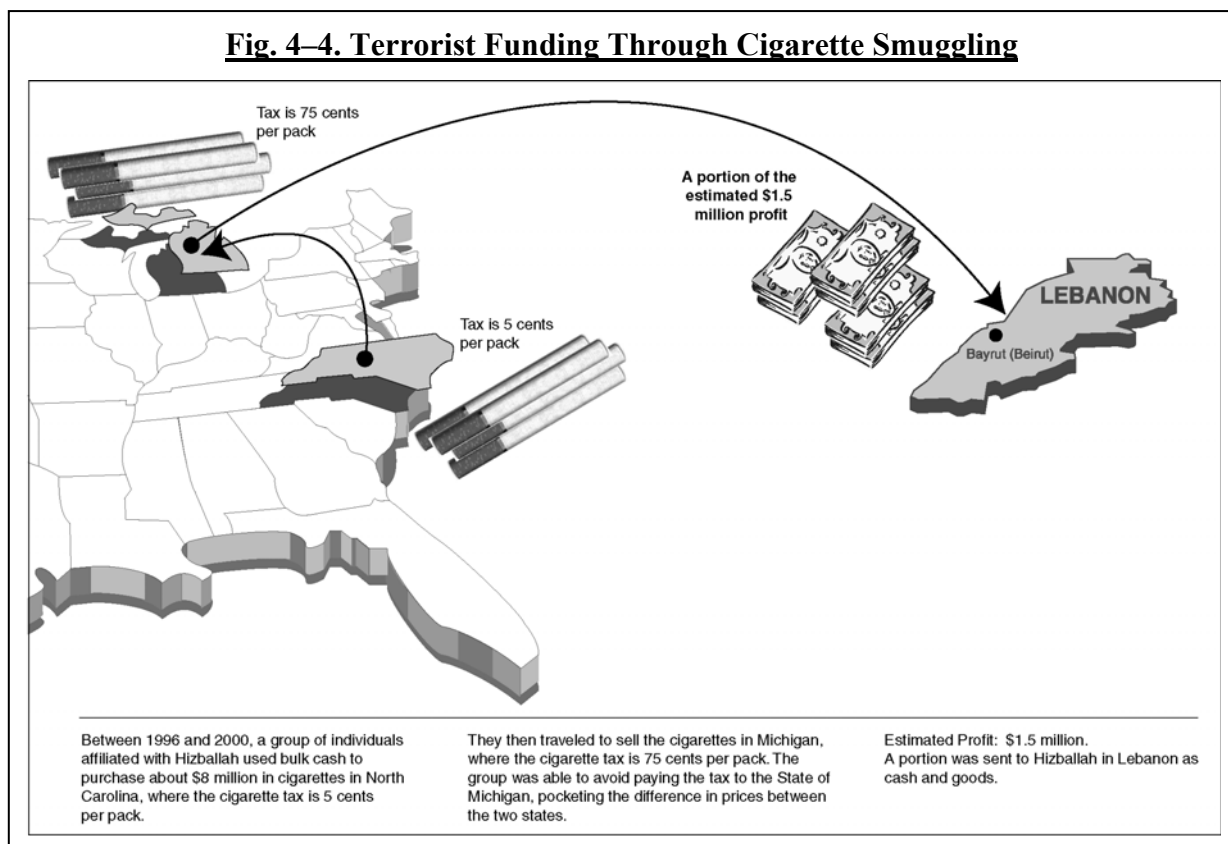 Fig. 4–4. Terrorist Funding Through Cigarette Smuggling
Tax is 75 cents
per pack
A portion of the
estimated $1.5
million profit
LEBANON
Bayrut (Beirut)
Tax is 5 cents
per pack
Between 1996 and 2000, a group of individuals
affiliated with Hizballah used bulk cash to
purchase about $8 million in cigarettes in North
Carolina, where the cigarette tax is 5 cents
per pack.
They then traveled to sell the cigarettes in Michigan,
where the cigarette tax is 75 cents per pack. The
group was able to avoid paying the tax to the State of
Michigan, pocketing the difference in prices between
the two states.
Estimated Profit: $1.5 million.
A portion was sent to Hizballah in Lebanon as
cash and goods.